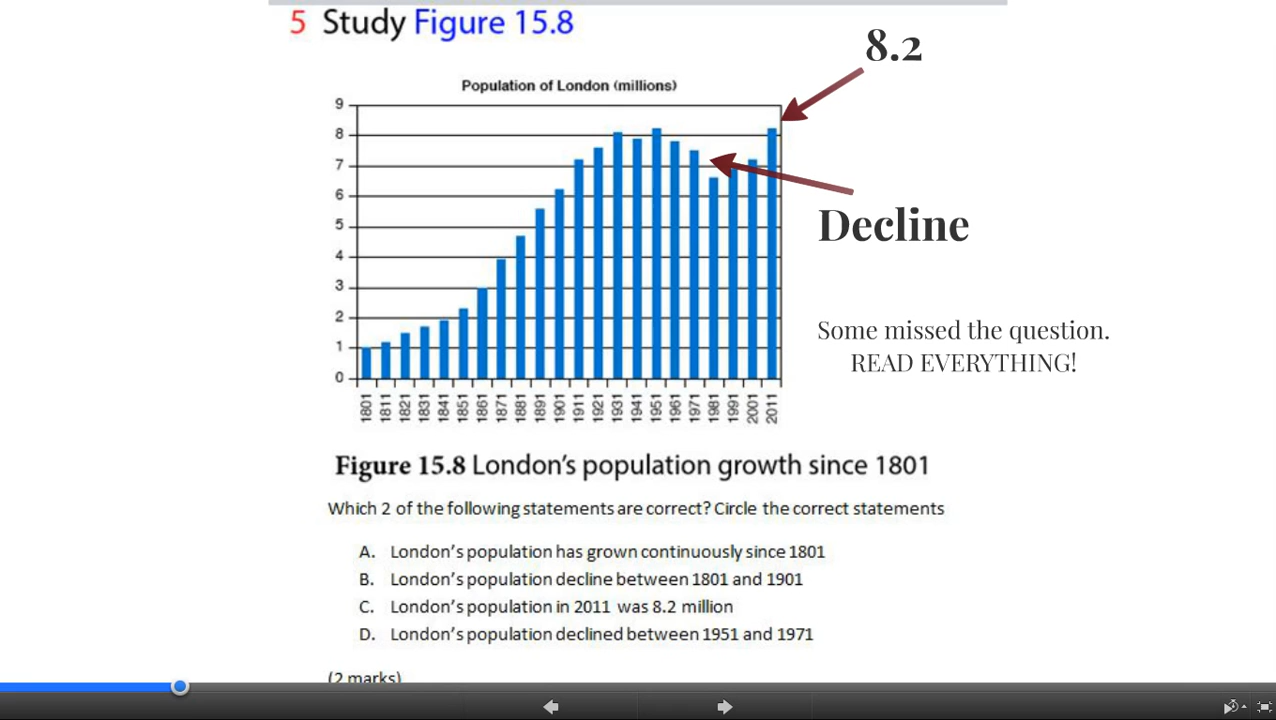 5 Study Figure 15.8
8.2
Population of London (millions)
9
8
7
6
5
4
3
2
1
0
Decline
Some missed the question.
READ EVERYTHING!
1801 1811 1821 1831 1841 1851 1861 1871 1881 1891 1901 1911 1921 1931 1941 1951 1961 1971 1981 1991 2001 2011
Figure 15.8 London's population growth since 1801
Which 2 of the following statements are correct? Circle the correct statements
A. London's population has grown continuously since 1801
B. London's population decline between 1801 and 1901
C. London's population in 2011 was 8.2 million
D. London's population declined between 1951 and 1971
(2 marks)